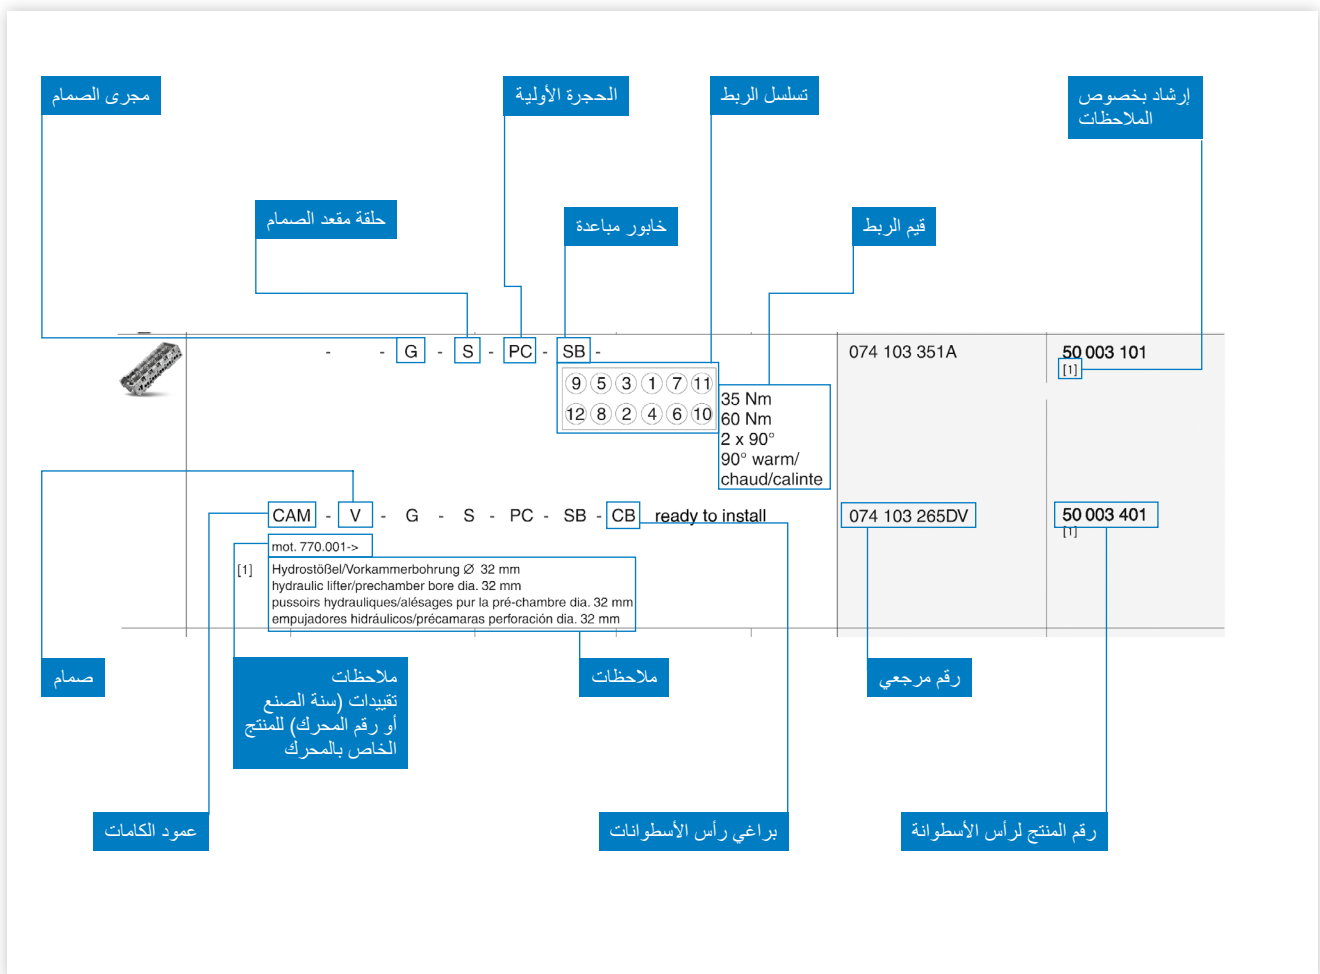 مجرى الصمام
الحجرة الأولية
تسلسل الربط
إرشاد بخصوص
الملاحظات
حلقة مقعد الصمام
خابور مباعدة
قيم الربط
- - G - S - PC - SB -
074 103 351A
50 003 101
[1]
9 5 3 1 7 11
12 8 2 4 6 10
35 Nm
60 Nm
2 x 90°
90° warm/
chaud/calinte
CAM - V - G - S - PC - SB - CB ready to install
074 103 265DV
50 003 401
[1]
mot. 770.001->
[1] Hydrostößel/Vorkammerbohrung Ø 32 mm
hydraulic lifter/prechamber bore dia. 32 mm
pussoirs hydrauliques/alésages pur la pré-chambre dia. 32 mm
empujadores hidráulicos/précamaras perforación dia. 32 mm
صمام
ملاحظات
تقييدات (سنة الصنع
أو رقم المحرك) للمنتج
الخاص بالمحرك
ملاحظات
رقم مرجعي
عمود الكامات
براغي رأس الأسطوانات
رقم المنتج لرأس الأسطوانة